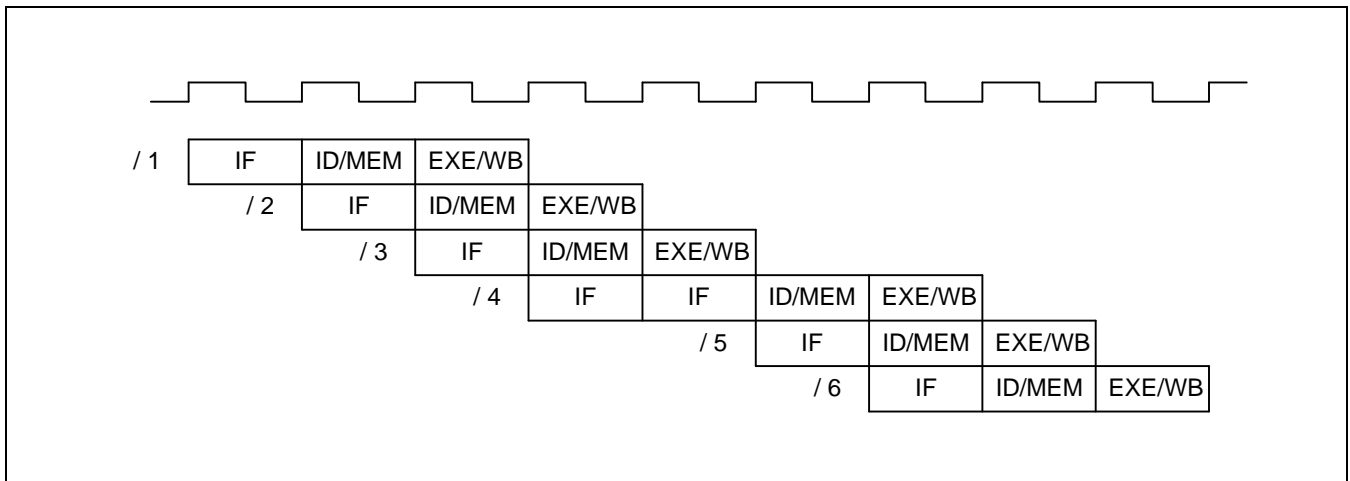 / 1 IF ID/MEM EXE/WB
/ 2 IF ID/MEM EXE/WB
/ 3 IF ID/MEM EXE/WB
/ 4 IF IF ID/MEM EXE/WB
/ 5 IF ID/MEM EXE/WB
/ 6 IF ID/MEM EXE/WB